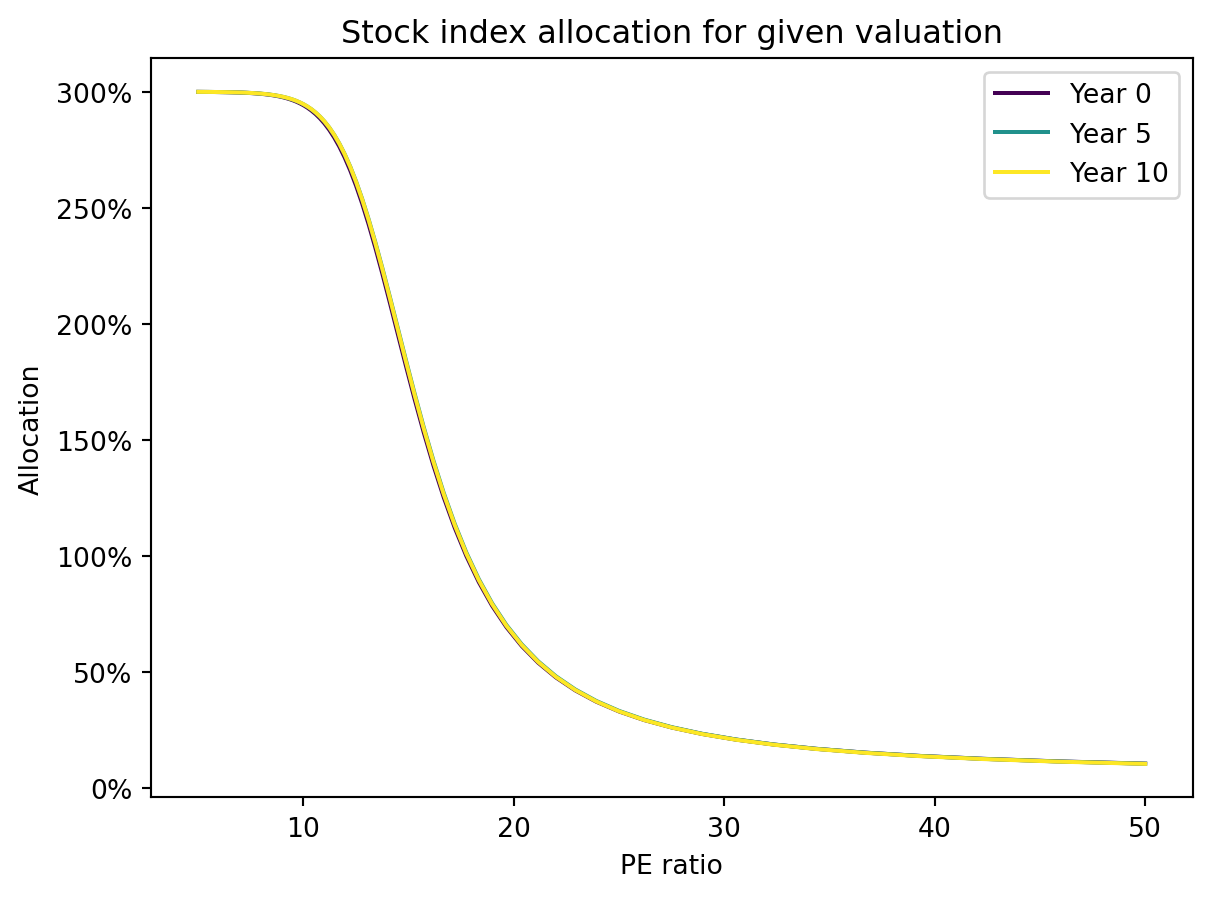 Stock index allocation for given valuation
Year 0
Year 5
Year 10
300%
250%
200%
150%
100%
50%
0%
Allocation
10
20
30
40
50
PE ratio